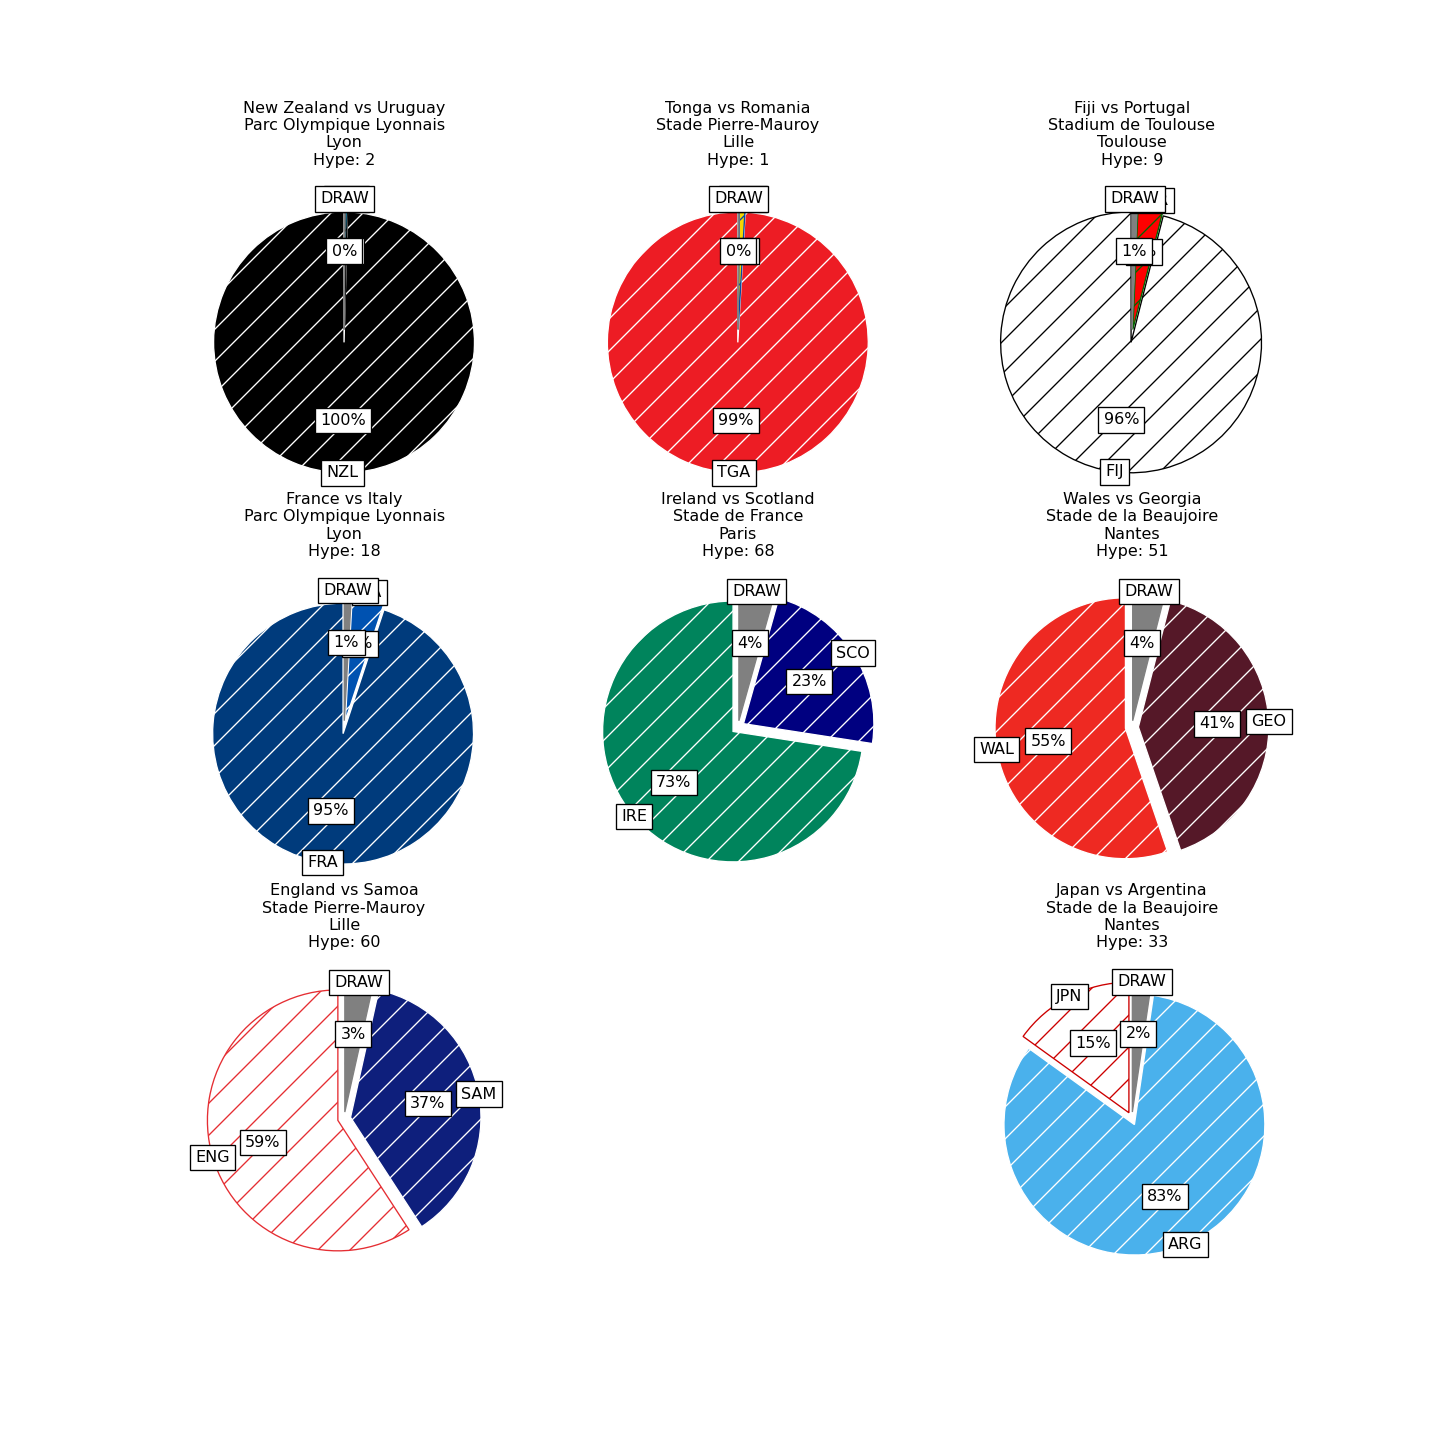 New Zealand vs Uruguay
Parc Olympique Lyonnais
Lyon
Hype: 2
DRAW
0%
100%
NZL
Tonga vs Romania
Stade Pierre-Mauroy
Lille
Hype: 1
DRAW
0%
99%
TGA
Fiji vs Portugal
Stadium de Toulouse
Toulouse
Hype: 9
DRAW
1%
96%
FIJ
France vs Italy
Parc Olympique Lyonnais
Lyon
Hype: 18
DRAW
1%
95%
FRA
Ireland vs Scotland
Stade de France
Paris
Hype: 68
DRAW
4%
SCO
23%
73%
IRE
Wales vs Georgia
Stade de la Beaujoire
Nantes
Hype: 51
DRAW
4%
GEO
41%
55%
WAL
England vs Samoa
Stade Pierre-Mauroy
Lille
Hype: 60
DRAW
3%
SAM
37%
59%
ENG
Japan vs Argentina
Stade de la Beaujoire
Nantes
Hype: 33
DRAW
JPN
2%
15%
83%
ARG